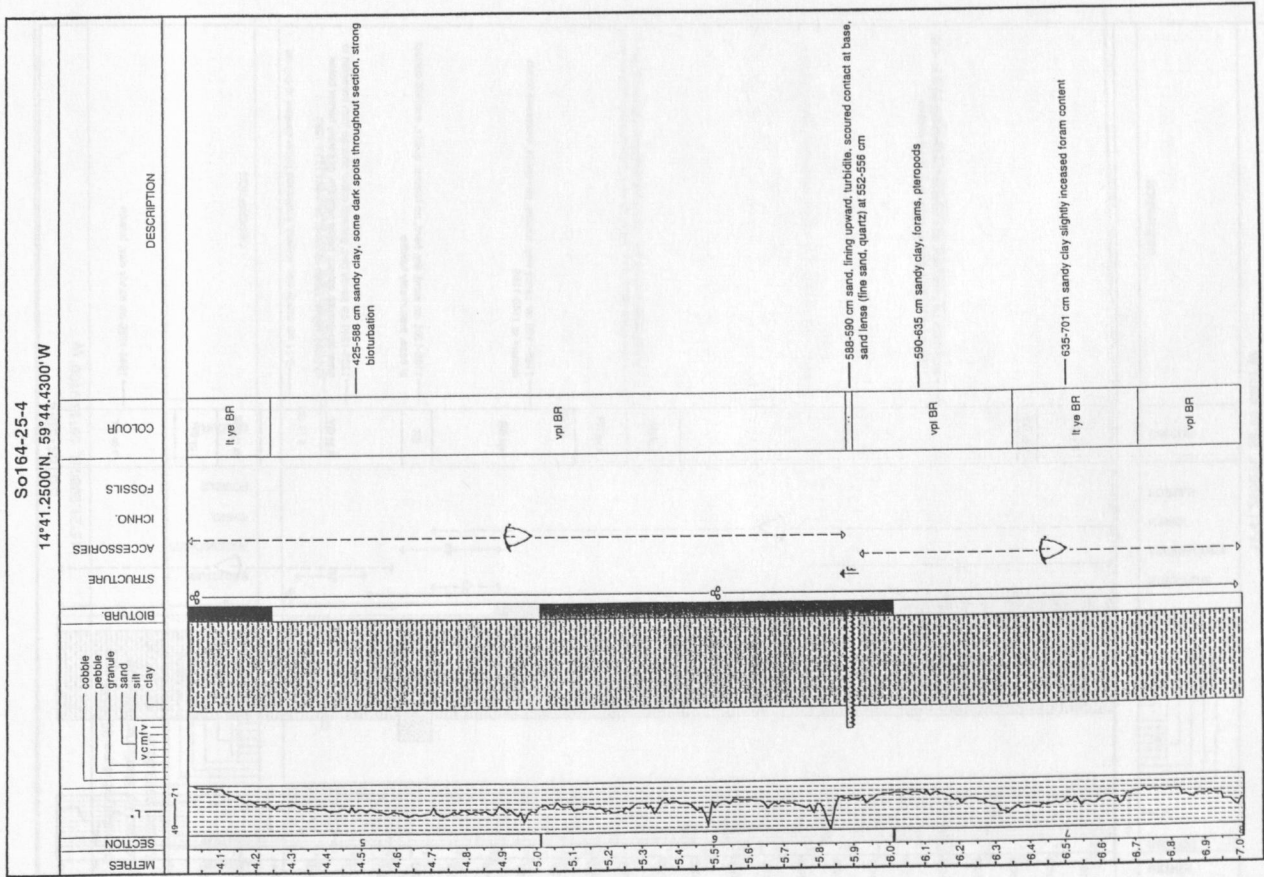 So164-25-4
14°41.2500'N, 59°44.4300'W
METRES
SECTION
L*
cobble
pebble
granule
sand
silt
clay
vcmfv
BIOTURB.
STRUCTURE
ACCESSORIES
ICHNO.
FOSSILS
COLOUR
DESCRIPTION
49 71
4.1
4.2
4.3
4.4
4.5
4.6
4.7
4.8
4.9
5.0
5.1
5.2
5.3
5.4
5.5
5.6
5.7
5.8
5.9
6.0
6.1
6.2
6.3
6.4
6.5
6.6
6.7
6.8
6.9
7.0
5
6
7
F
lt ye BR
vpl BR
vpl BR
lt ye BR
vpl BR
425-588 cm sandy clay, some dark spots throughout section, strong
bioturbation
588-590 cm sand, fining upward, turbidite, scoured contact at base,
sand lense (fine sand, quartz) at 552-556 cm
590-635 cm sandy clay, forams, pteropods
635-701 cm sandy clay slightly inceased foram content